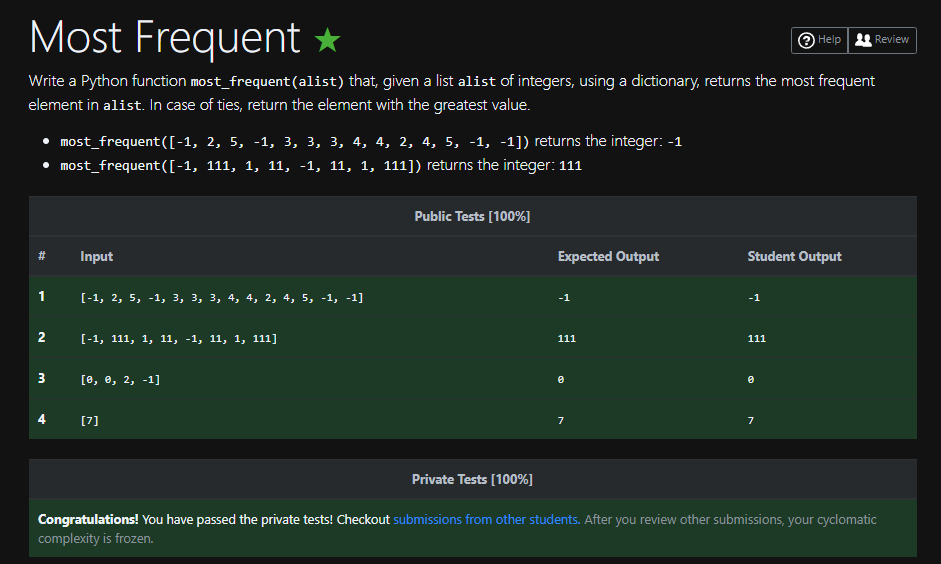 Most Frequent
Help
Review
Write a Python function most_frequent(alist) that, given a list alist of integers, using a dictionary, returns the most frequent
element in alist. In case of ties, return the element with the greatest value.
most_frequent([-1, 2, 5, -1, 3, 3, 3, 4, 4, 2, 4, 5, -1, -1]) returns the integer: -1
most_frequent([-1, 111, 1, 11, -1, 11, 1, 111]) returns the integer: 111
Public Tests [100%]
# Input Expected Output Student Output
1 [-1, 2, 5, -1, 3, 3, 3, 4, 4, 2, 4, 5, -1, -1] -1 -1
2 [-1, 111, 1, 11, -1, 11, 1, 111] 111 111
3 [0, 0, 2, -1] 0 0
4 [7] 7 7
Private Tests [100%]
Congratulations! You have passed the private tests! Checkout submissions from other students. After you review other submissions, your cyclomatic
complexity is frozen.